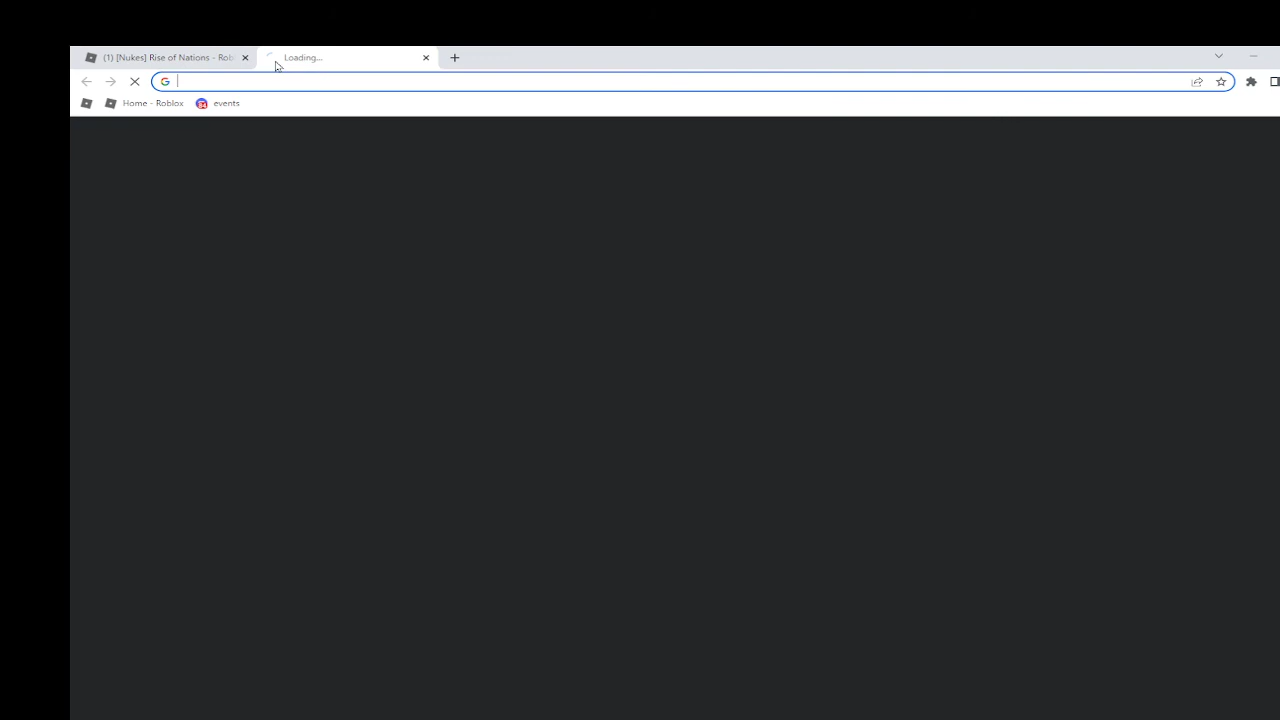 (1) [Nukes] Rise of Nations - Rob
Loading...
Home - Roblox
events